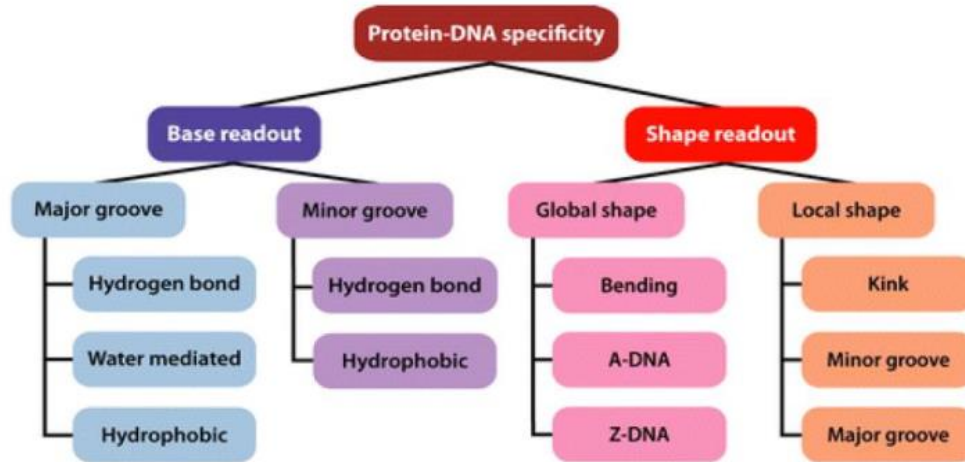 Protein-DNA specificity
Base readout
Shape readout
Major groove
Minor groove
Global shape
Local shape
Hydrogen bond
Hydrogen bond
Bending
Kink
Water mediated
Hydrophobic
A-DNA
Minor groove
Hydrophobic
Z-DNA
Major groove